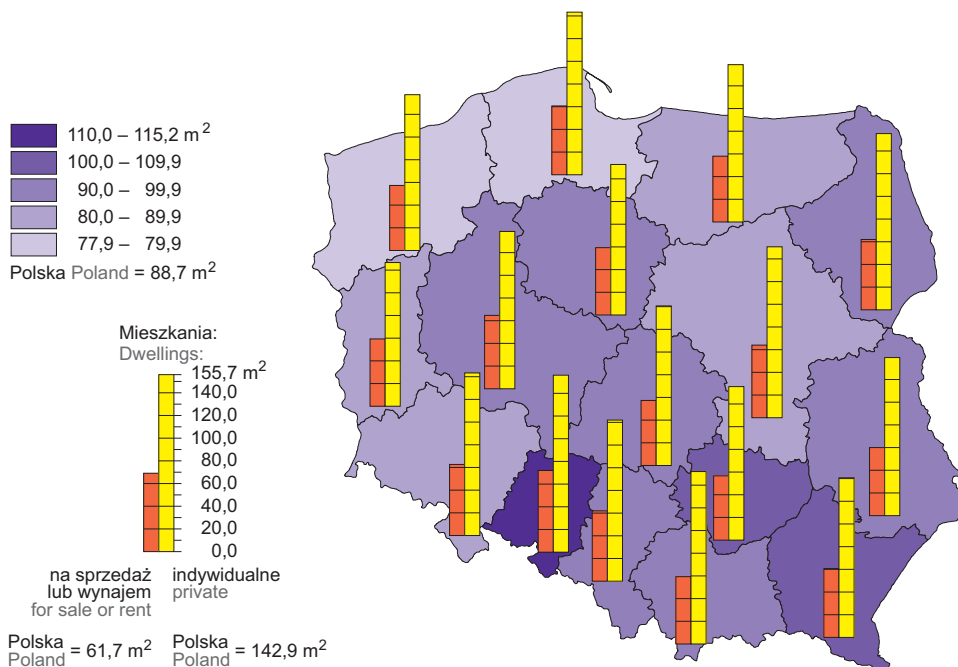 110,0 – 115,2 m²
100,0 – 109,9
90,0 – 99,9
80,0 – 89,9
77,9 – 79,9
Polska Poland = 88,7 m²
Mieszkania:
Dwellings:
155,7 m²
140,0
120,0
100,0
80,0
60,0
40,0
20,0
0,0
na sprzedaż
lub wynajem
for sale or rent
indywidualne
private
Polska
Poland = 61,7 m²
Polska
Poland = 142,9 m²